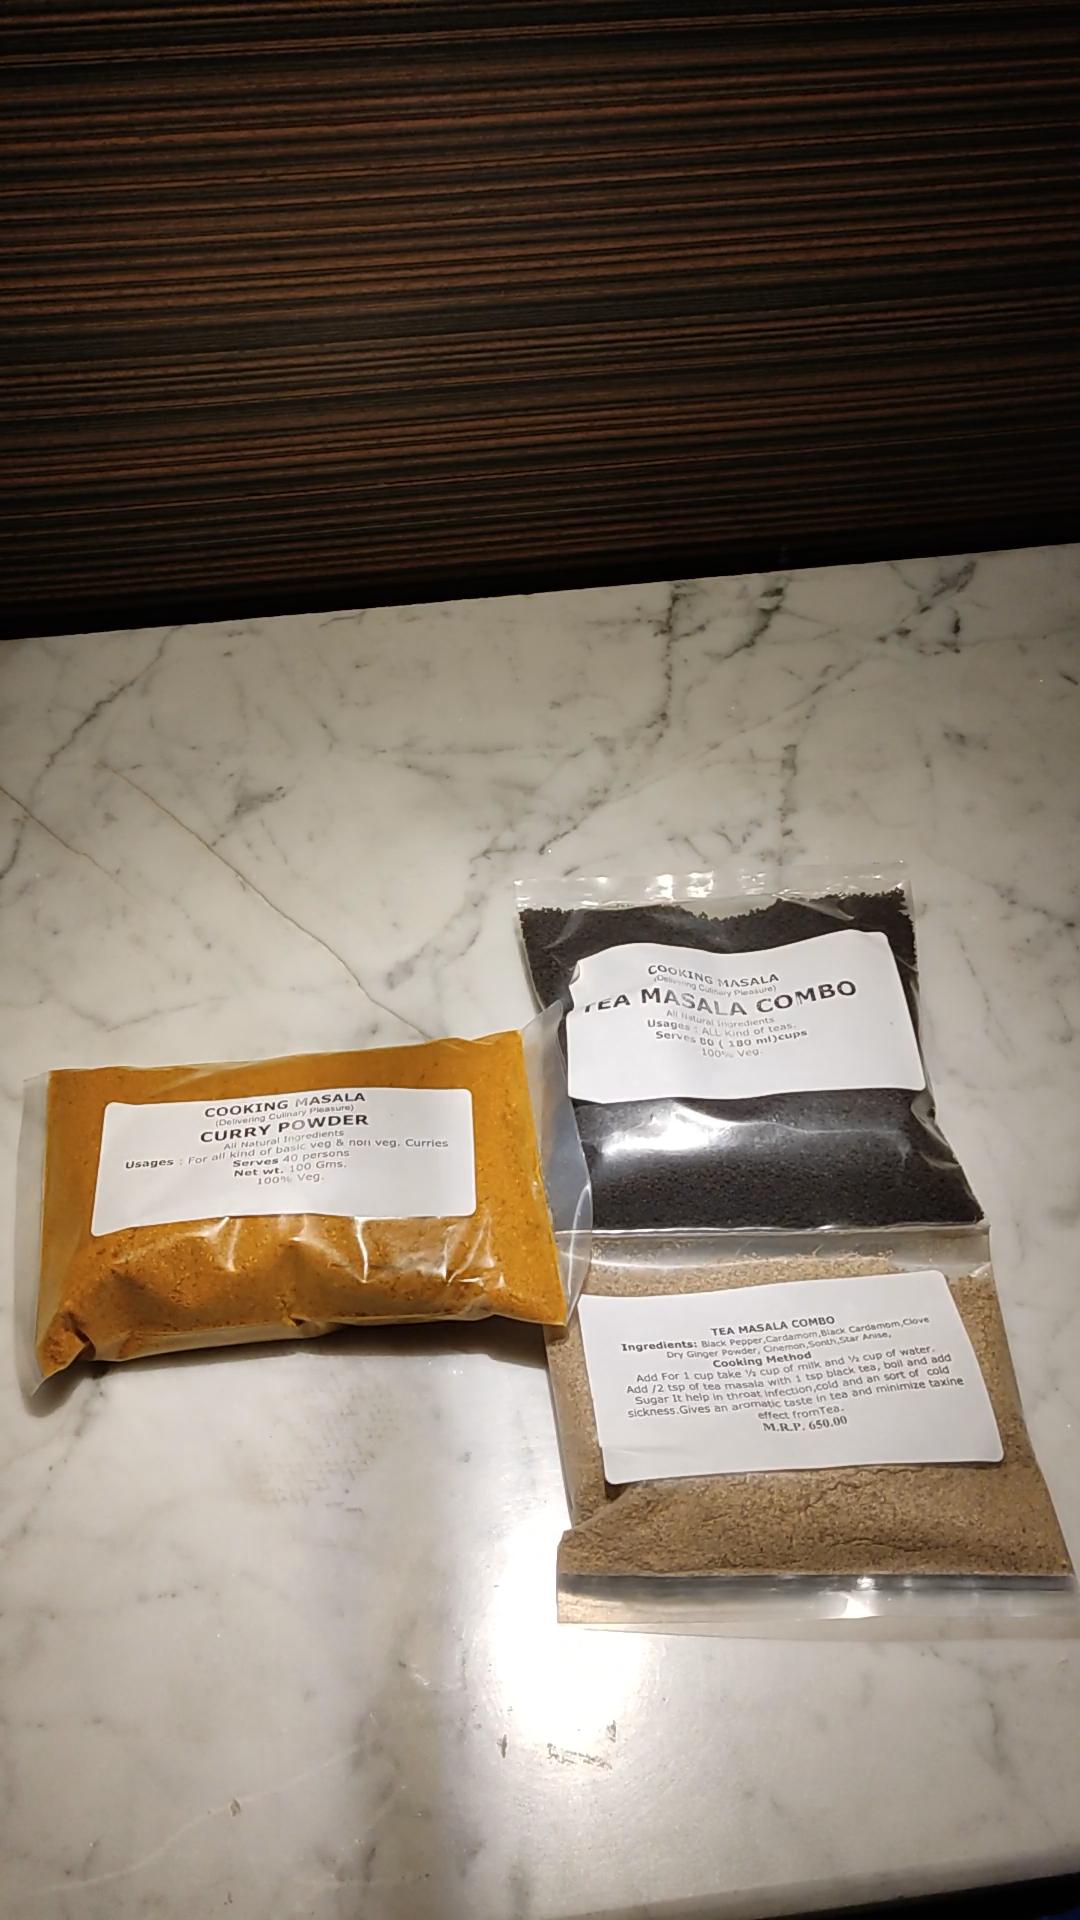 COOKING MASALA
(Delivering Culinary Pleasure)
TEA MASALA COMBO
All Natural Ingredients
Usages : ALL Kind of teas.
Serves 80 ( 180 ml)cups
100% Veg.
COOKING MASALA
(Delivering Culinary Pleasure)
CURRY POWDER
All Natural Ingredients
Usages : For all kind of basic veg & non veg. Curries
Serves 40 persons
Net wt. 100 Gms.
100% Veg.
TEA MASALA COMBO
Ingredients: Black Pepper,Cardamom,Black Cardamom,Clove
Dry Ginger Powder, Cinemon,Sonth,Star Anise,
Cooking Method
Add For 1 cup take ½ cup of milk and ½ cup of water.
Add /2 tsp of tea masala with 1 tsp black tea, boil and add
Sugar It help in throat infection,cold and an sort of cold
sickness.Gives an aromatic taste in tea and minimize taxine
effect fromTea.
M.R.P. 650.00